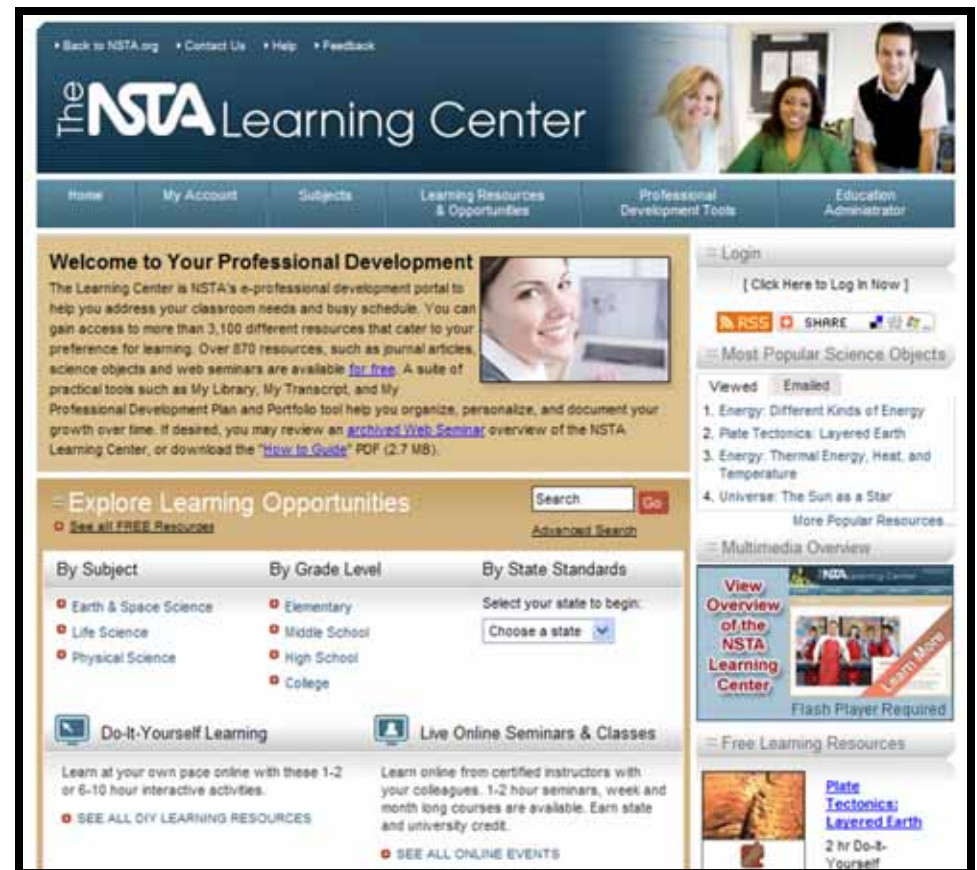 Back to NSTA.org Contact Us Help Feedback
The NSTA Learning Center
Home My Account Subjects Learning Resources & Opportunities Professional Development Tools Education Administrator
Welcome to Your Professional Development
The Learning Center is NSTA's e-professional development portal to
help you address your classroom needs and busy schedule. You can
gain access to more than 3,100 different resources that cater to your
preference for learning. Over 870 resources, such as journal articles,
science objects and web seminars are available for free. A suite of
practical tools such as My Library, My Transcript, and My
Professional Development Plan and Portfolio tool help you organize, personalize, and document your
growth over time. If desired, you may review an archived Web Seminar overview of the NSTA
Learning Center, or download the "How to Guide" PDF (2.7 MB).
Explore Learning Opportunities
See all FREE Resources
Search Go
Advanced Search
By Subject
Earth & Space Science
Life Science
Physical Science
By Grade Level
Elementary
Middle School
High School
College
By State Standards
Select your state to begin:
Choose a state
Do-It-Yourself Learning
Learn at your own pace online with these 1-2
or 6-10 hour interactive activities.
SEE ALL DIY LEARNING RESOURCES
Live Online Seminars & Classes
Learn online from certified instructors with
your colleagues. 1-2 hour seminars, week and
month long courses are available. Earn state
and university credit.
SEE ALL ONLINE EVENTS
Login
[ Click Here to Log In Now ]
RSS SHARE
Most Popular Science Objects
Viewed Emailed
1. Energy: Different Kinds of Energy
2. Plate Tectonics: Layered Earth
3. Energy: Thermal Energy, Heat, and
Temperature
4. Universe: The Sun as a Star
More Popular Resources...
Multimedia Overview
View
Overview
of the
NSTA
Learning
Center
NSTA Learning Center
Learn More
Flash Player Required
Free Learning Resources
Plate
Tectonics:
Layered Earth
2 hr Do-It-
Yourself